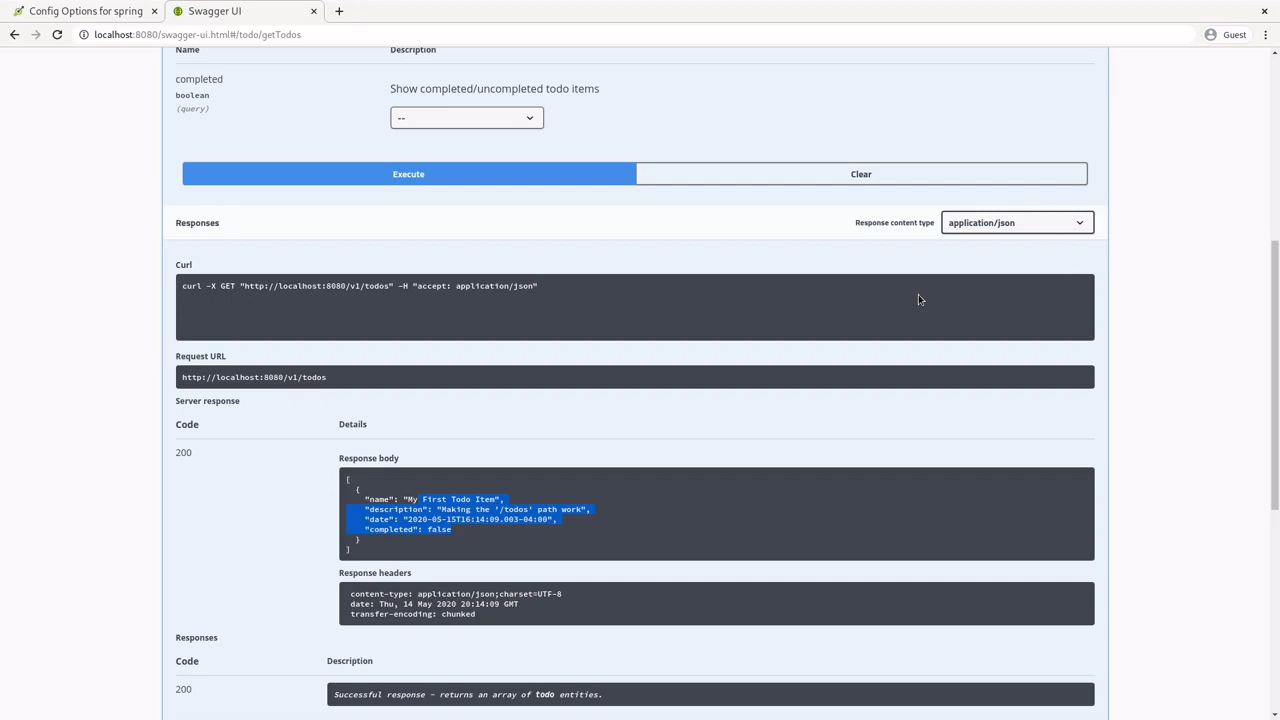 Config Options for spring
Swagger UI
localhost:8080/swagger-ui.html#/todo/getTodos
Guest
Name
Description
completed
boolean
(query)
Show completed/uncompleted todo items
--
Execute
Clear
Responses
Response content type
application/json
Curl
curl -X GET "http://localhost:8080/v1/todos" -H "accept: application/json"
Request URL
http://localhost:8080/v1/todos
Server response
Code
Details
200
Response body
[
{
"name": "My First Todo Item",
"description": "Making the '/todos' path work",
"date": "2020-05-15T16:14:09.003-04:00",
"completed": false
}
]
Response headers
content-type: application/json;charset=UTF-8
date: Thu, 14 May 2020 20:14:09 GMT
transfer-encoding: chunked
Responses
Code
Description
200
Successful response - returns an array of todo entities.